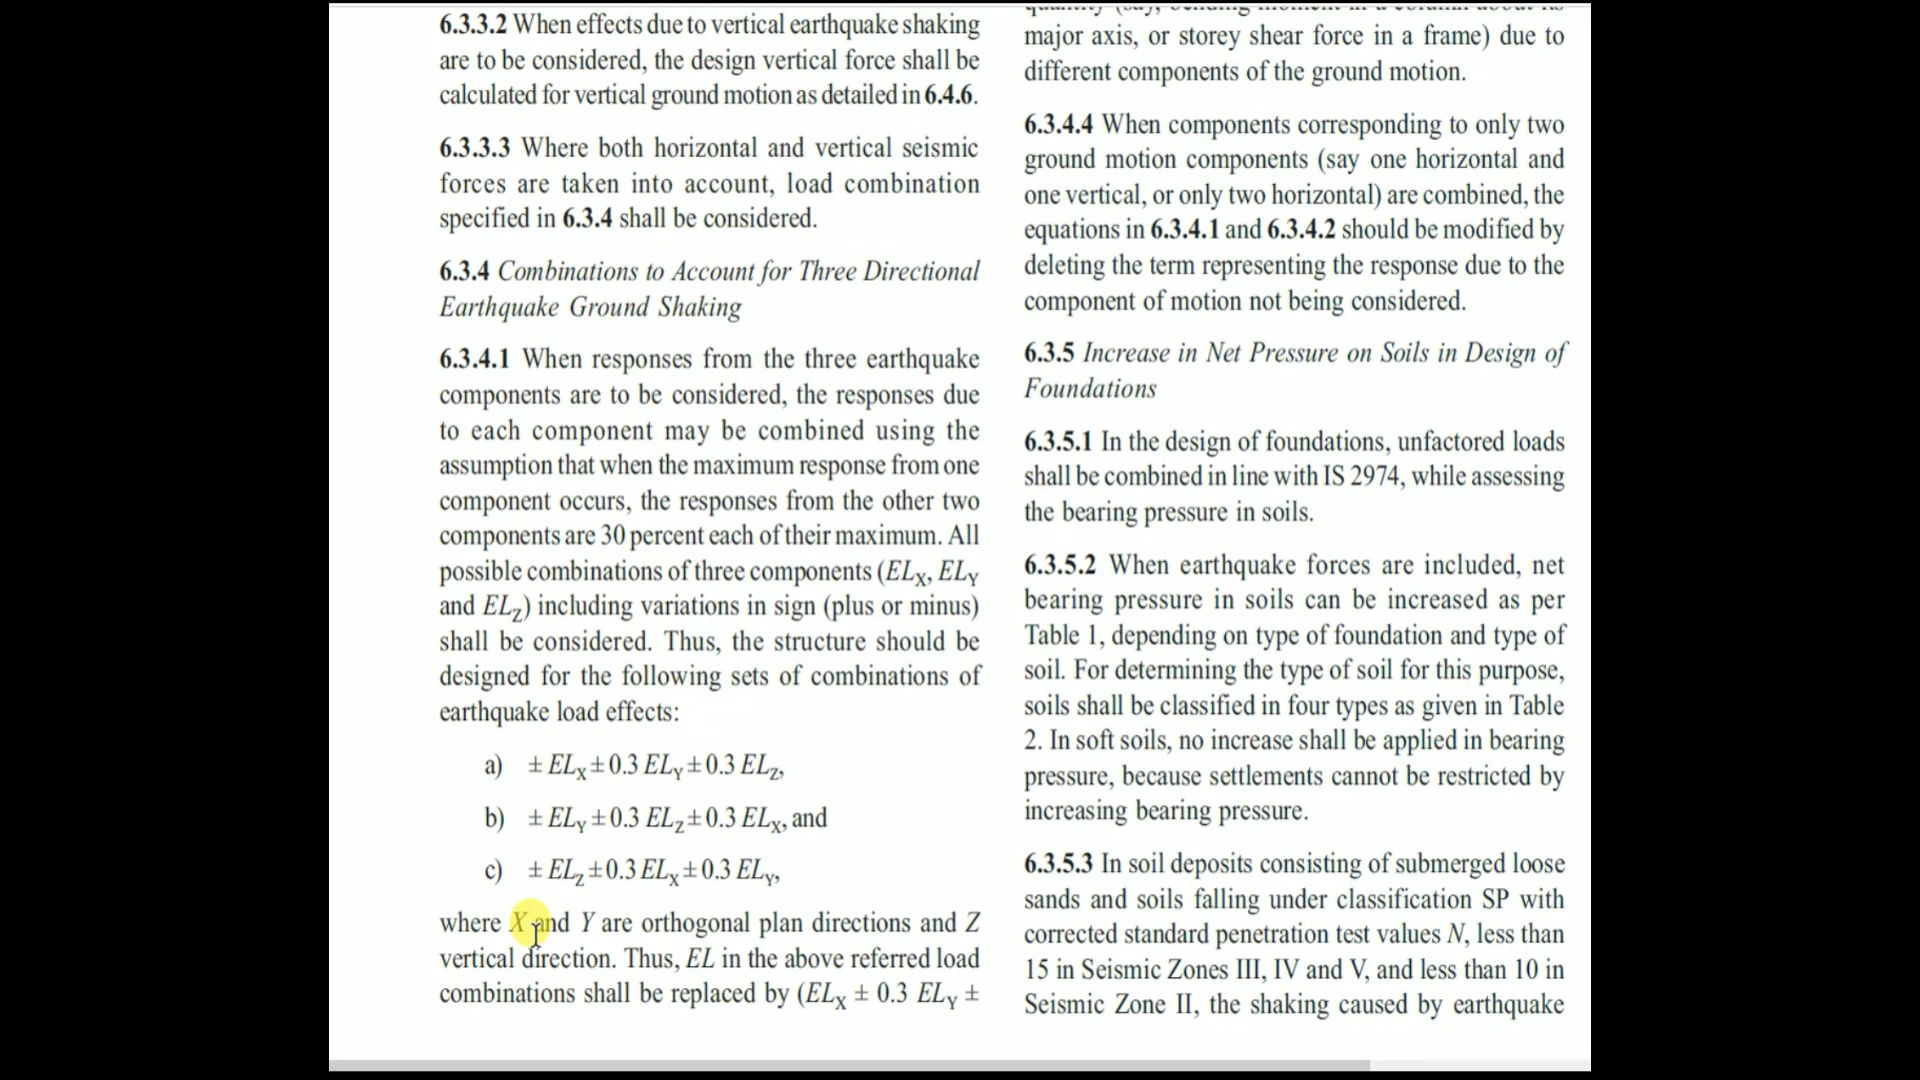 6.3.3.2 When effects due to vertical earthquake shaking
are to be considered, the design vertical force shall be
calculated for vertical ground motion as detailed in 6.4.6.
6.3.3.3 Where both horizontal and vertical seismic
forces are taken into account, load combination
specified in 6.3.4 shall be considered.
6.3.4 Combinations to Account for Three Directional
Earthquake Ground Shaking
6.3.4.1 When responses from the three earthquake
components are to be considered, the responses due
to each component may be combined using the
assumption that when the maximum response from one
component occurs, the responses from the other two
components are 30 percent each of their maximum. All
possible combinations of three components (ELX, ELY
and ELZ) including variations in sign (plus or minus)
shall be considered. Thus, the structure should be
designed for the following sets of combinations of
earthquake load effects:
a) ± ELX ± 0.3 ELY ± 0.3 ELZ,
b) ± ELY ± 0.3 ELZ ± 0.3 ELX, and
c) ± ELZ ± 0.3 ELX ± 0.3 ELY,
where X and Y are orthogonal plan directions and Z
vertical direction. Thus, EL in the above referred load
combinations shall be replaced by (ELX ± 0.3 ELY ±
major axis, or storey shear force in a frame) due to
different components of the ground motion.
6.3.4.4 When components corresponding to only two
ground motion components (say one horizontal and
one vertical, or only two horizontal) are combined, the
equations in 6.3.4.1 and 6.3.4.2 should be modified by
deleting the term representing the response due to the
component of motion not being considered.
6.3.5 Increase in Net Pressure on Soils in Design of
Foundations
6.3.5.1 In the design of foundations, unfactored loads
shall be combined in line with IS 2974, while assessing
the bearing pressure in soils.
6.3.5.2 When earthquake forces are included, net
bearing pressure in soils can be increased as per
Table 1, depending on type of foundation and type of
soil. For determining the type of soil for this purpose,
soils shall be classified in four types as given in Table
2. In soft soils, no increase shall be applied in bearing
pressure, because settlements cannot be restricted by
increasing bearing pressure.
6.3.5.3 In soil deposits consisting of submerged loose
sands and soils falling under classification SP with
corrected standard penetration test values N, less than
15 in Seismic Zones III, IV and V, and less than 10 in
Seismic Zone II, the shaking caused by earthquake